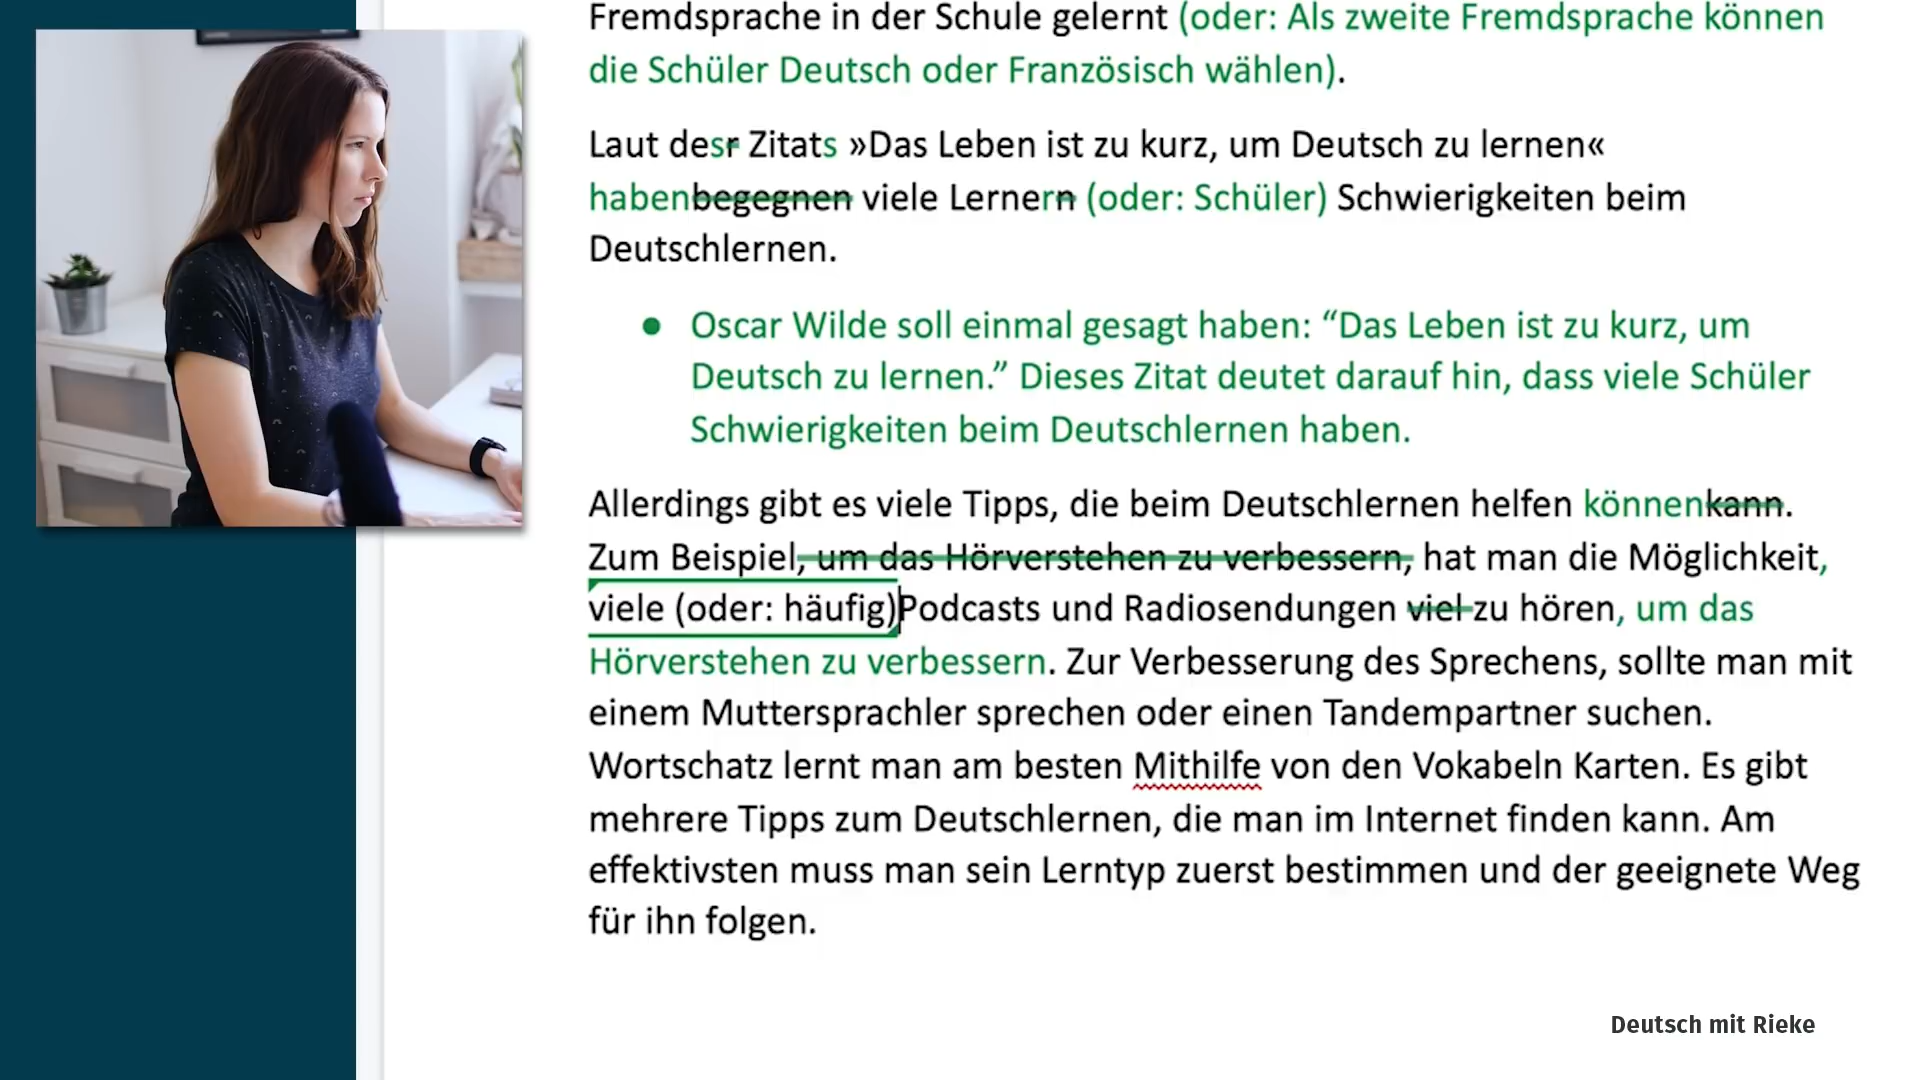 Fremdsprache in der Schule gelernt (oder: Als zweite Fremdsprache können
die Schüler Deutsch oder Französisch wählen).
Laut desr Zitats »Das Leben ist zu kurz, um Deutsch zu lernen«
habenbegegnen viele Lernern (oder: Schüler) Schwierigkeiten beim
Deutschlernen.
• Oscar Wilde soll einmal gesagt haben: “Das Leben ist zu kurz, um
Deutsch zu lernen.” Dieses Zitat deutet darauf hin, dass viele Schüler
Schwierigkeiten beim Deutschlernen haben.
Allerdings gibt es viele Tipps, die beim Deutschlernen helfen könnenkann.
Zum Beispiel, um das Hörverstehen zu verbessern, hat man die Möglichkeit,
viele (oder: häufig)Podcasts und Radiosendungen viel zu hören, um das
Hörverstehen zu verbessern. Zur Verbesserung des Sprechens, sollte man mit
einem Muttersprachler sprechen oder einen Tandempartner suchen.
Wortschatz lernt man am besten Mithilfe von den Vokabeln Karten. Es gibt
mehrere Tipps zum Deutschlernen, die man im Internet finden kann. Am
effektivsten muss man sein Lerntyp zuerst bestimmen und der geeignete Weg
für ihn folgen.
Deutsch mit Rieke